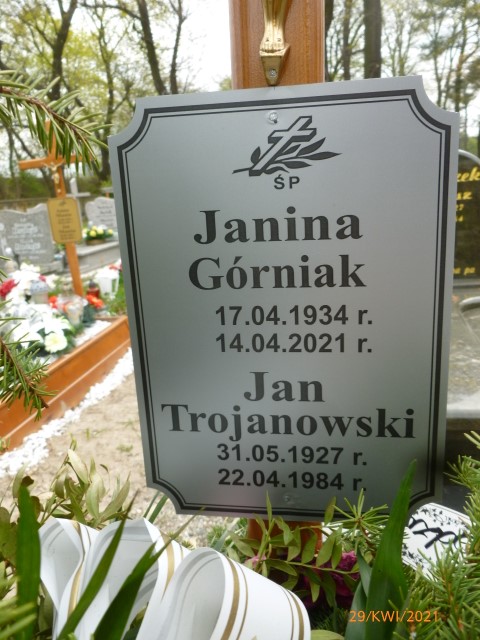 ŚP
Janina
Górniak
17.04.1934 r.
14.04.2021 r.
Jan
Trojanowski
31.05.1927 r.
22.04.1984 r.
29/KWI/2021